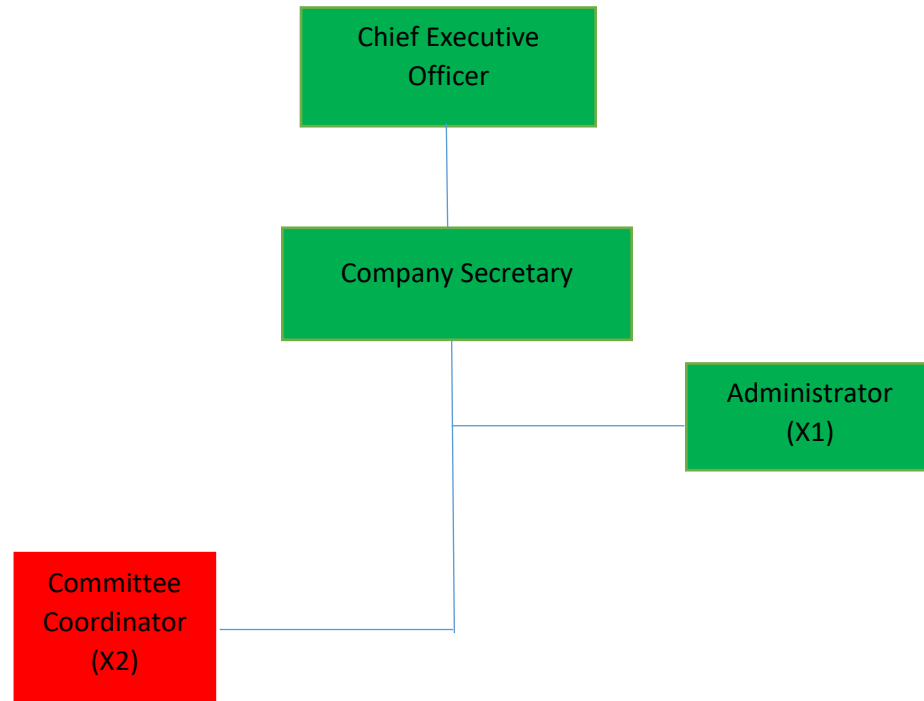 Chief Executive
Officer
Company Secretary
Administrator
(X1)
Committee
Coordinator
(X2)